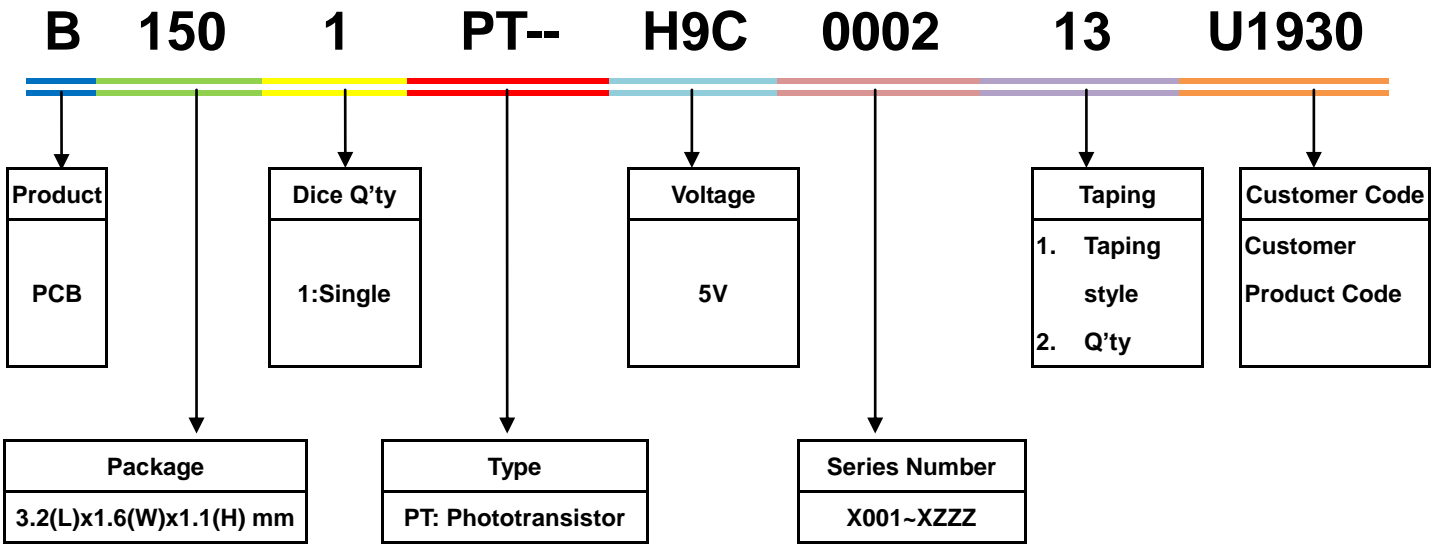 B 150 1 PT-- H9C 0002 13 U1930
Product
PCB
Dice Q’ty
1:Single
Voltage
5V
Taping
1. Taping
style
2. Q’ty
Customer Code
Customer
Product Code
Package
3.2(L)x1.6(W)x1.1(H) mm
Type
PT: Phototransistor
Series Number
X001~XZZZ